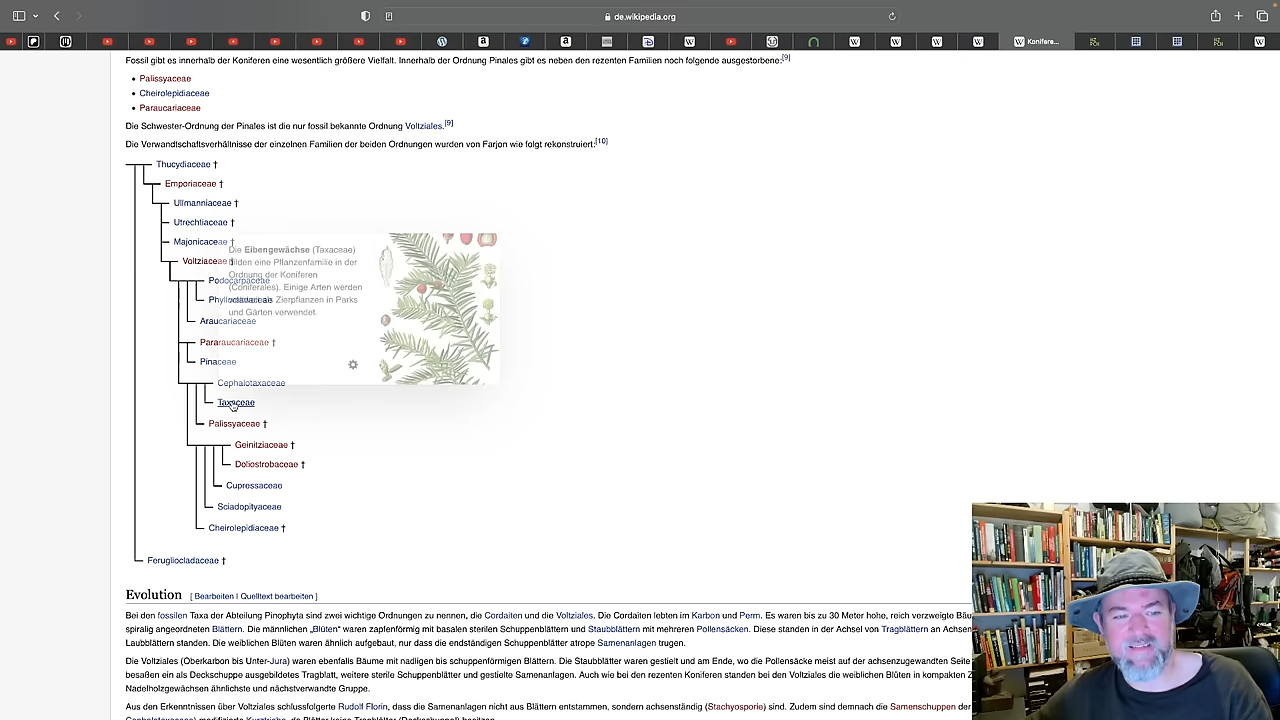 de.wikipedia.org
Konifere...
Fossil gibt es innerhalb der Koniferen eine wesentlich größere Vielfalt. Innerhalb der Ordnung Pinales gibt es neben den rezenten Familien noch folgende ausgestorbene:[9]
• Palissyaceae
• Cheirolepidiaceae
• Paraucariaceae
Die Schwester-Ordnung der Pinales ist die nur fossil bekannte Ordnung Voltziales.[9]
Die Verwandtschaftsverhältnisse der einzelnen Familien der beiden Ordnungen wurden von Farjon wie folgt rekonstruiert:[10]
Thucydiaceae †
Emporiaceae †
Ullmanniaceae †
Utrechtiaceae †
Majonicaceae †
Die Eibengewächse (Taxaceae)
Voltziaceae †
bilden eine Pflanzenfamilie in der
Ordnung der Koniferen
Podocarpaceae
(Coniferales). Einige Arten werden
Zierpflanzen in Parks
und Gärten verwendet.
Araucariaceae
Pararaucariaceae †
Pinaceae
Cephalotaxaceae
Taxaceae
Palissyaceae †
Geinitziaceae †
Doliostrobaceae †
Cupressaceae
Sciadopityaceae
Cheirolepidiaceae †
Ferugliocladaceae †
Evolution [ Bearbeiten | Quelltext bearbeiten ]
Bei den fossilen Taxa der Abteilung Pinophyta sind zwei wichtige Ordnungen zu nennen, die Cordaiten und die Voltziales. Die Cordaiten lebten im Karbon und Perm. Es waren bis zu 30 Meter hohe, reich verzweigte Bäu
spiralig angeordneten Blättern. Die männlichen „Blüten“ waren zapfenförmig mit basalen sterilen Schuppenblättern und Staubblättern mit mehreren Pollensäcken. Diese standen in der Achsel von Tragblättern an Achsen
Laubblättern standen. Die weiblichen Blüten waren ähnlich aufgebaut, nur dass die endständigen Schuppenblätter atrope Samenanlagen trugen.
Die Voltziales (Oberkarbon bis Unter-Jura) waren ebenfalls Bäume mit nadligen bis schuppenförmigen Blättern. Die Staubblätter waren gestielt und am Ende, wo die Pollensäcke meist auf der achsenzugewandten Seite
besaßen ein als Deckschuppe ausgebildetes Tragblatt, weitere sterile Schuppenblätter und gestielte Samenanlagen. Auch wie bei den rezenten Koniferen standen bei den Voltziales die weiblichen Blüten in kompakten Z
Nadelholzgewächsen ähnlichste und nächstverwandte Gruppe.
Aus den Erkenntnissen über Voltziales schlussfolgerte Rudolf Florin, dass die Samenanlagen nicht aus Blättern entstammen, sondern achsenständig (Stachyosporie) sind. Zudem sind demnach die Samenschuppen der